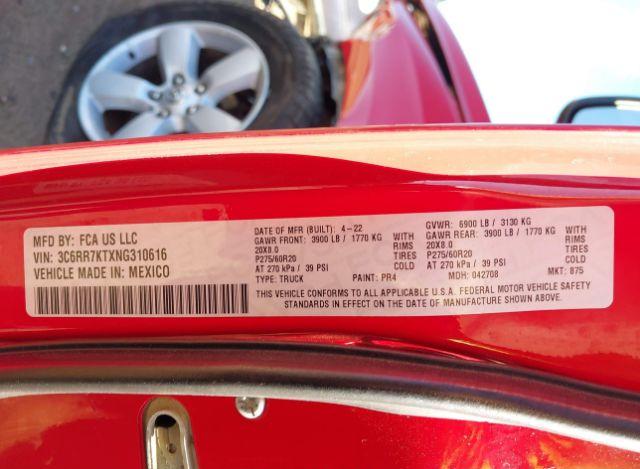 MFD BY: FCA US LLC
VIN: 3C6RR7KTXNG310616
VEHICLE MADE IN: MEXICO
DATE OF MFR (BUILT): 4-22
GAWR FRONT: 3900 LB / 1770 KG WITH
20X8.0 RIMS
P275/60R20 TIRES
AT 270 kPa / 39 PSI COLD
TYPE: TRUCK PAINT: PR4
GVWR: 6900 LB / 3130 KG
GAWR REAR: 3900 LB / 1770 KG WITH
20X8.0 RIMS
P275/60R20 TIRES
AT 270 kPa / 39 PSI COLD
MDH: 042708 MKT: 875
THIS VEHICLE CONFORMS TO ALL APPLICABLE U.S.A. FEDERAL MOTOR VEHICLE SAFETY
STANDARDS IN EFFECT ON THE DATE OF MANUFACTURE SHOWN ABOVE.